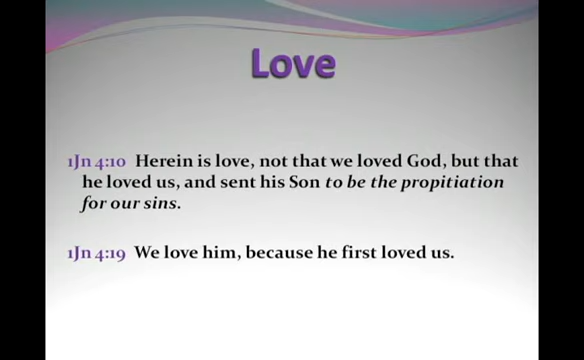 Love
1Jn 4:10 Herein is love, not that we loved God, but that
he loved us, and sent his Son to be the propitiation
for our sins.
1Jn 4:19 We love him, because he first loved us.